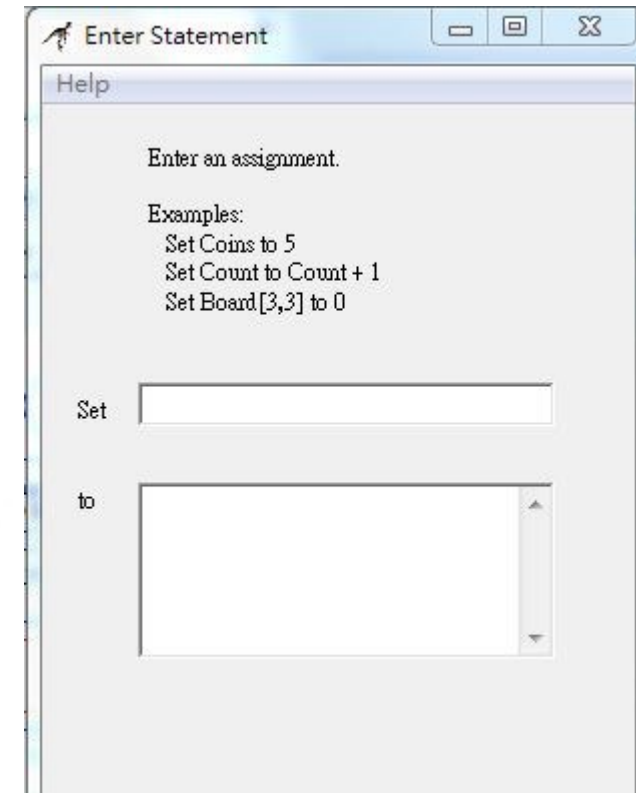 Enter Statement
Help
Enter an assignment.
Examples:
Set Coins to 5
Set Count to Count + 1
Set Board[3,3] to 0
Set
to